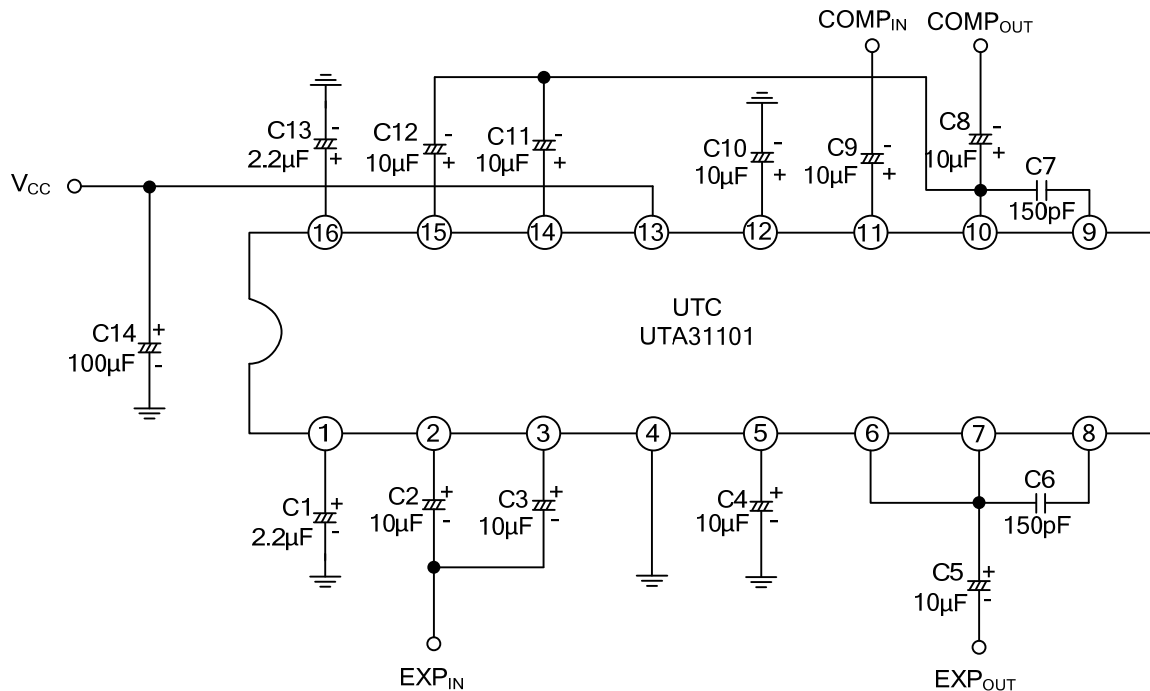 COMP_IN COMP_OUT
C13 - 2.2µF +
C12 - 10µF +
C11 - 10µF +
C10 - 10µF +
C9 - 10µF +
C8 - 10µF +
C7
150pF
V_CC
16 15 14 13 12 11 10 9
UTC
UTA31101
C14 + 100µF -
1 2 3 4 5 6 7 8
C1 + 2.2µF -
C2 + 10µF -
C3 + 10µF -
C4 + 10µF -
C6
150pF
C5 + 10µF -
EXP_IN
EXP_OUT